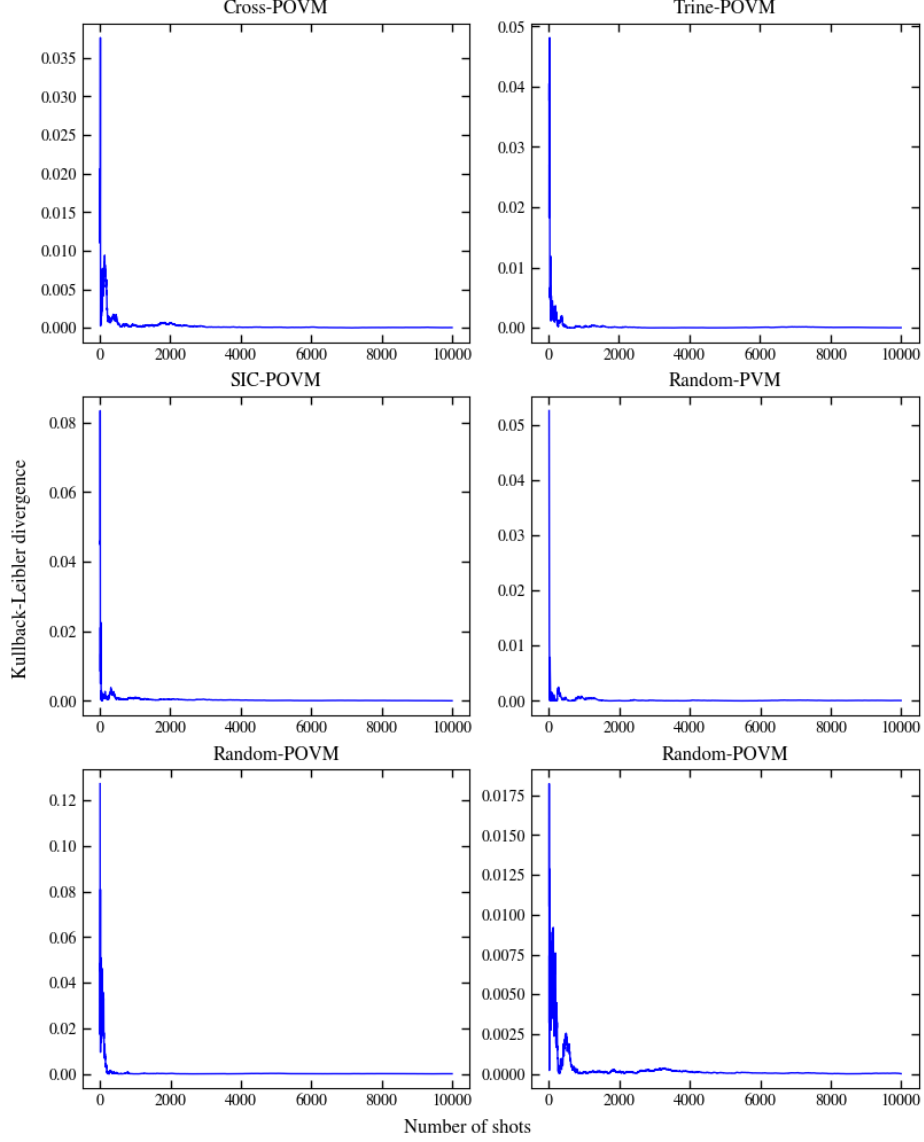 Cross-POVM
Trine-POVM
0.035
0.030
0.025
0.020
0.015
0.010
0.005
0.000
0 2000 4000 6000 8000 10000
0.05
0.04
0.03
0.02
0.01
0.00
0 2000 4000 6000 8000 10000
SIC-POVM
Random-PVM
Kullback-Leibler divergence
0.08
0.06
0.04
0.02
0.00
0 2000 4000 6000 8000 10000
0.05
0.04
0.03
0.02
0.01
0.00
0 2000 4000 6000 8000 10000
Random-POVM
Random-POVM
0.12
0.10
0.08
0.06
0.04
0.02
0.00
0 2000 4000 6000 8000 10000
0.0175
0.0150
0.0125
0.0100
0.0075
0.0050
0.0025
0.0000
0 2000 4000 6000 8000 10000
Number of shots